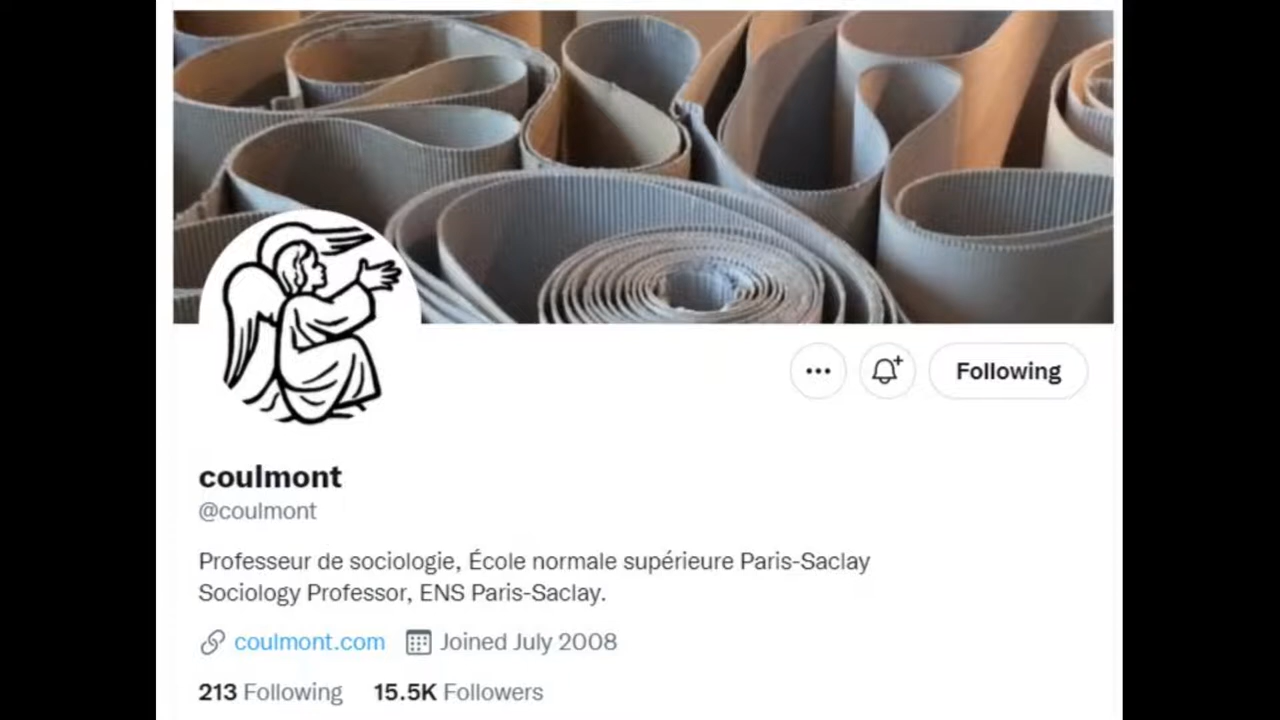 Following
coulmont
@coulmont
Professeur de sociologie, École normale supérieure Paris-Saclay
Sociology Professor, ENS Paris-Saclay.
coulmont.com Joined July 2008
213 Following 15.5K Followers